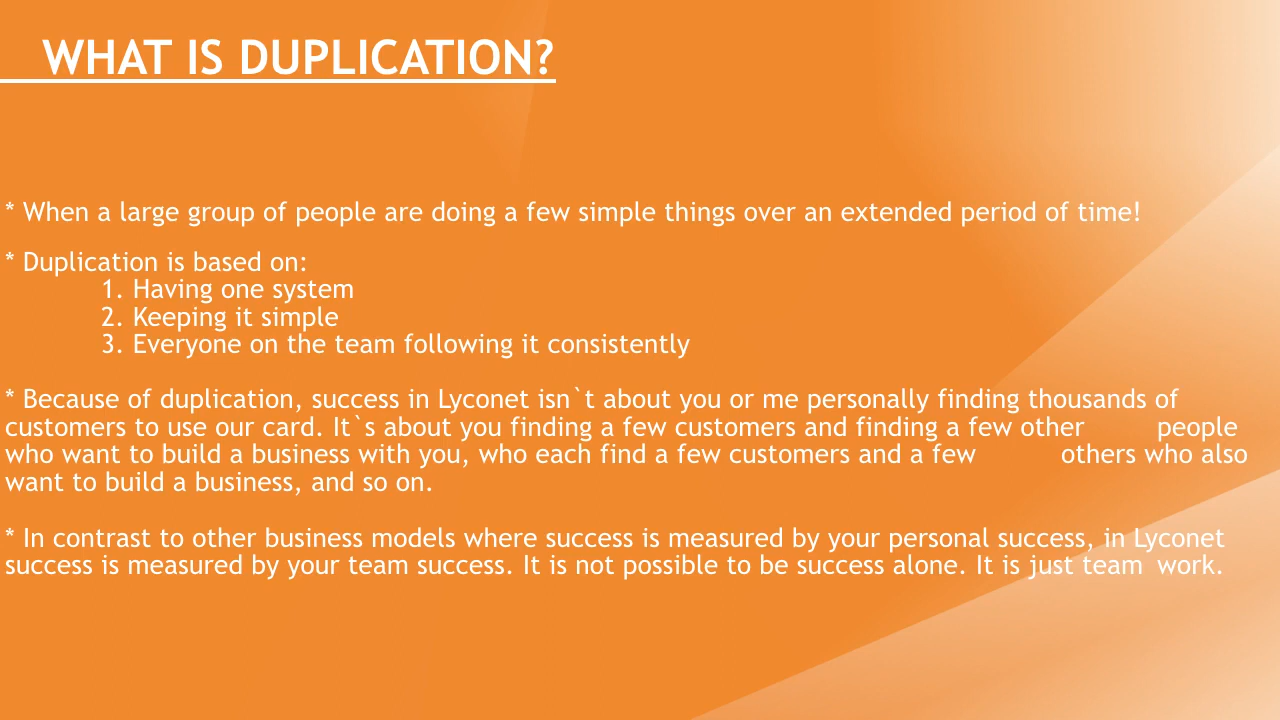 WHAT IS DUPLICATION?
* When a large group of people are doing a few simple things over an extended period of time!
* Duplication is based on:
1. Having one system
2. Keeping it simple
3. Everyone on the team following it consistently
* Because of duplication, success in Lyconet isn`t about you or me personally finding thousands of
customers to use our card. It`s about you finding a few customers and finding a few other people
who want to build a business with you, who each find a few customers and a few others who also
want to build a business, and so on.
* In contrast to other business models where success is measured by your personal success, in Lyconet
success is measured by your team success. It is not possible to be success alone. It is just team work.